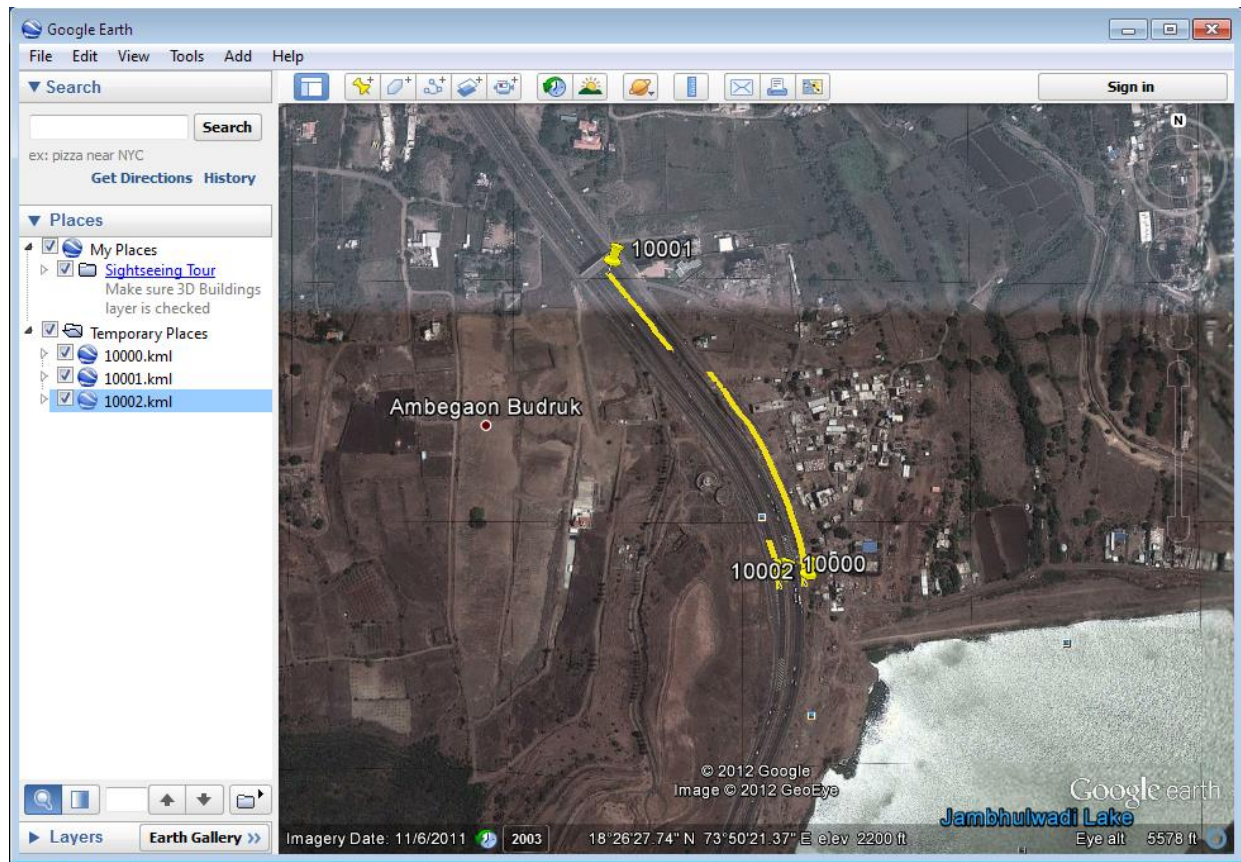 Google Earth
File Edit View Tools Add Help
▼ Search
Search
ex: pizza near NYC
Get Directions History
▼ Places
My Places
Sightseeing Tour
Make sure 3D Buildings
layer is checked
Temporary Places
10000.kml
10001.kml
10002.kml
▶ Layers Earth Gallery >>
Sign in
N
10001
Ambegaon Budruk
10002 10000
© 2012 Google
Image © 2012 GeoEye
Google earth
Jambhulwadi Lake
Imagery Date: 11/6/2011 2003 18°26'27.74" N 73°50'21.37" E elev 2200 ft Eye alt 5578 ft